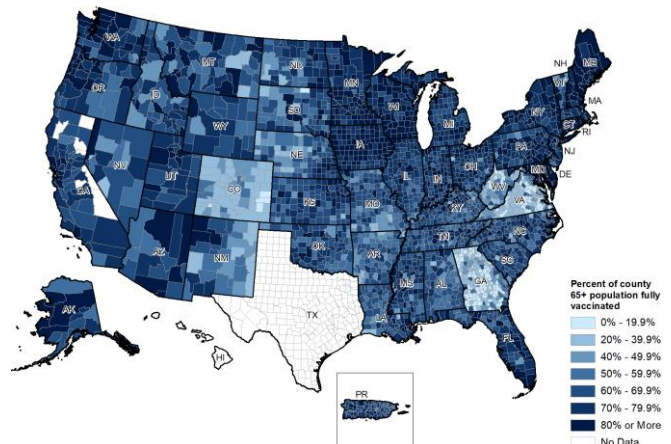 WA
MT
ND
MN
ME
NH
VT
OR
ID
SD
WI
NY
MA
WY
MI
CT
RI
IA
NE
PA
NJ
NV
OH
MD
DE
UT
IL
IN
CA
CO
WV
VA
KS
MO
KY
NC
TN
OK
AZ
NM
AR
SC
MS
AL
GA
TX
LA
AK
FL
HI
PR
Percent of county
65+ population fully
vaccinated
0% - 19.9%
20% - 39.9%
40% - 49.9%
50% - 59.9%
60% - 69.9%
70% - 79.9%
80% or More
No Data